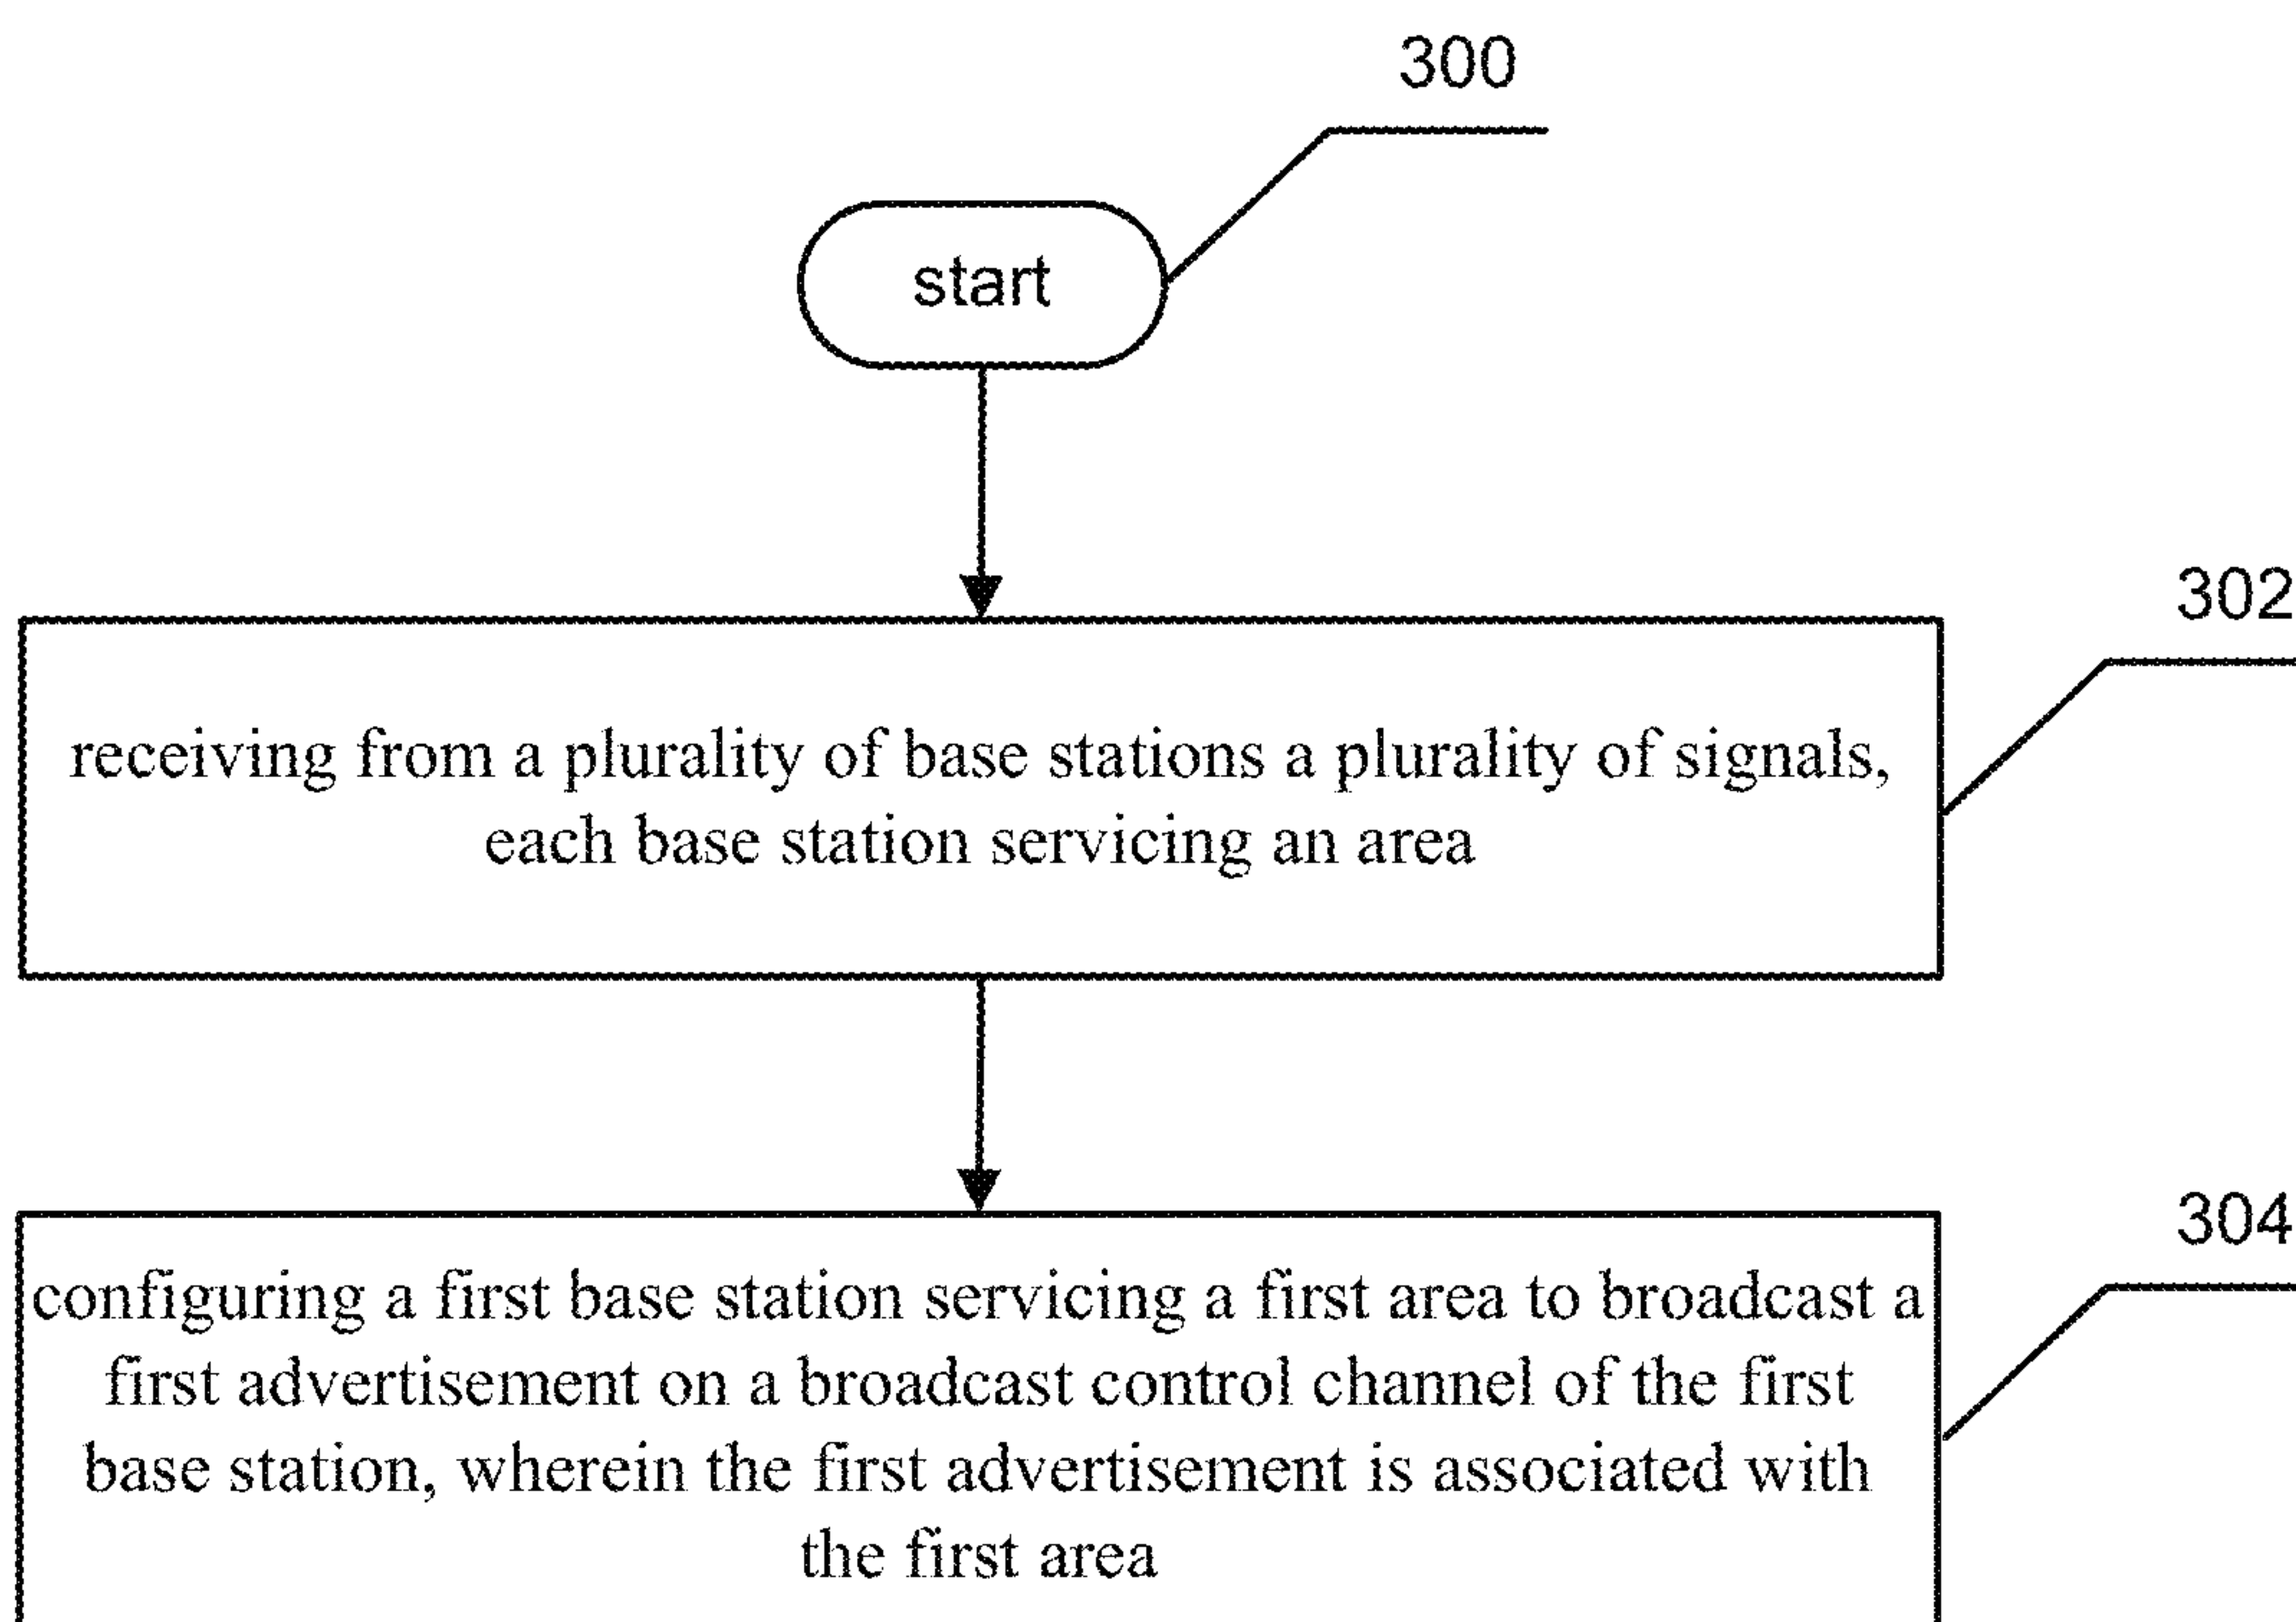 300
start
302
receiving from a plurality of base stations a plurality of signals,
each base station servicing an area
304
configuring a first base station servicing a first area to broadcast a
first advertisement on a broadcast control channel of the first
base station, wherein the first advertisement is associated with
the first area